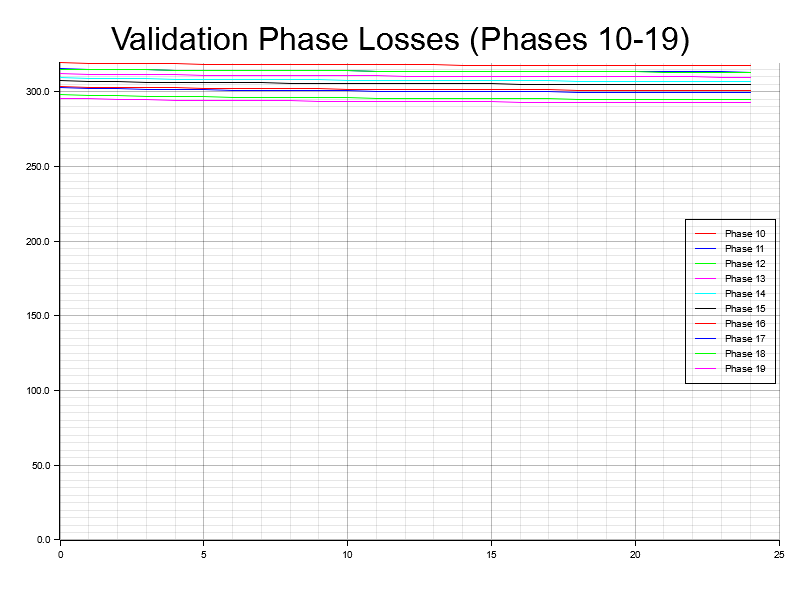 Validation Phase Losses (Phases 10-19)
300.0
250.0
200.0
150.0
100.0
50.0
0.0
0 5 10 15 20 25
Phase 10
Phase 11
Phase 12
Phase 13
Phase 14
Phase 15
Phase 16
Phase 17
Phase 18
Phase 19